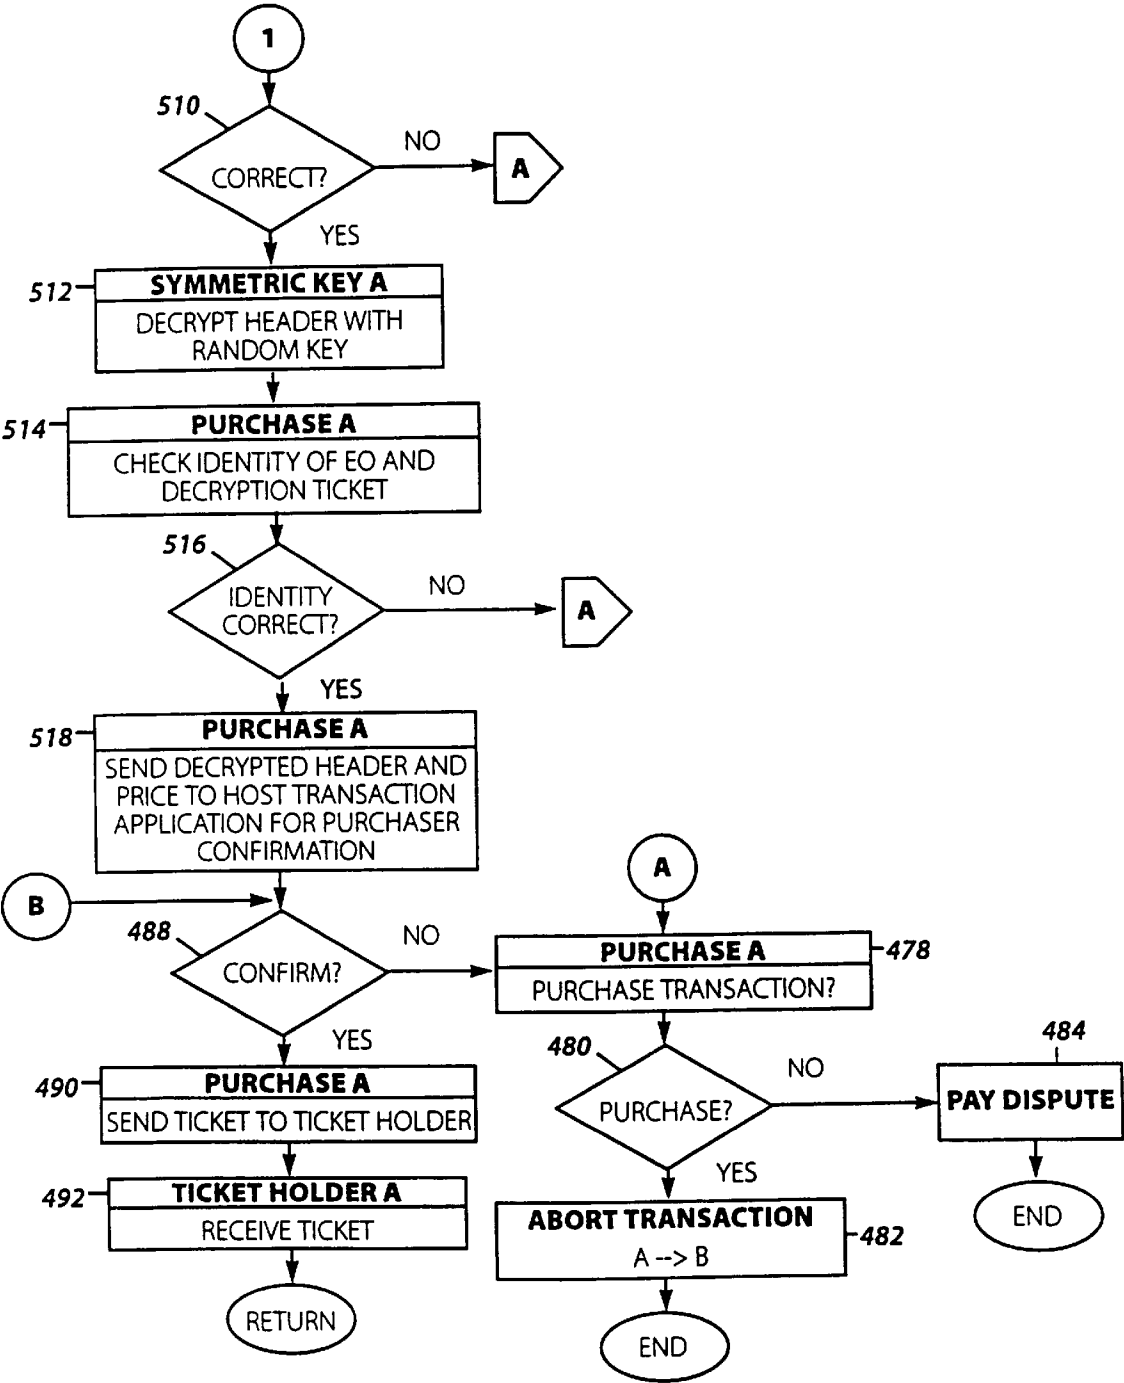 1
510
CORRECT?
NO
A
YES
512
SYMMETRIC KEY A
DECRYPT HEADER WITH
RANDOM KEY
514
PURCHASE A
CHECK IDENTITY OF EO AND
DECRYPTION TICKET
516
IDENTITY
CORRECT?
NO
A
YES
518
PURCHASE A
SEND DECRYPTED HEADER AND
PRICE TO HOST TRANSACTION
APPLICATION FOR PURCHASER
CONFIRMATION
B
488
CONFIRM?
NO
YES
490
PURCHASE A
SEND TICKET TO TICKET HOLDER
492
TICKET HOLDER A
RECEIVE TICKET
RETURN
A
PURCHASE A
478
PURCHASE TRANSACTION?
480
PURCHASE?
NO
484
PAY DISPUTE
END
YES
ABORT TRANSACTION
A --> B
482
END